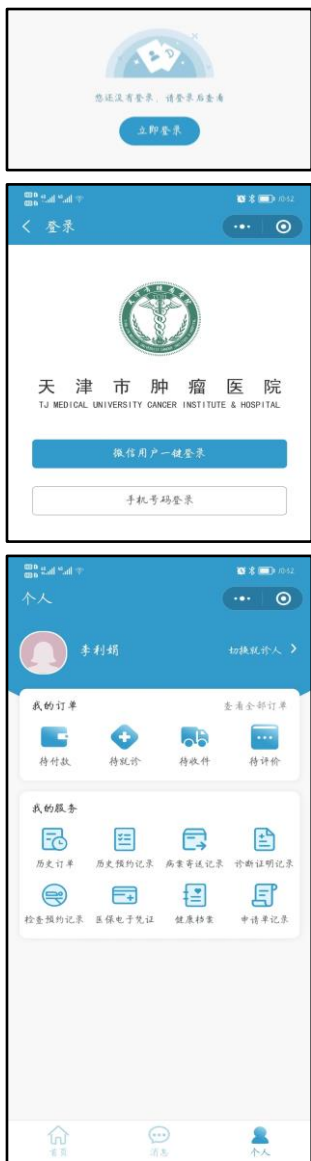 您还没有登录，请登录后查看
立即登录
10:12
登录
天津市肿瘤医院
TJ MEDICAL UNIVERSITY CANCER INSTITUTE & HOSPITAL
微信用户一键登录
手机号码登录
10:12
个人
李利娟
切换就诊人
我的订单
查看全部订单
待付款 待就诊 待收件 待评价
我的服务
历史订单 历史预约记录 病案寄送记录 诊断证明记录
检查预约记录 医保电子凭证 健康档案 申请单记录
首页 消息 个人